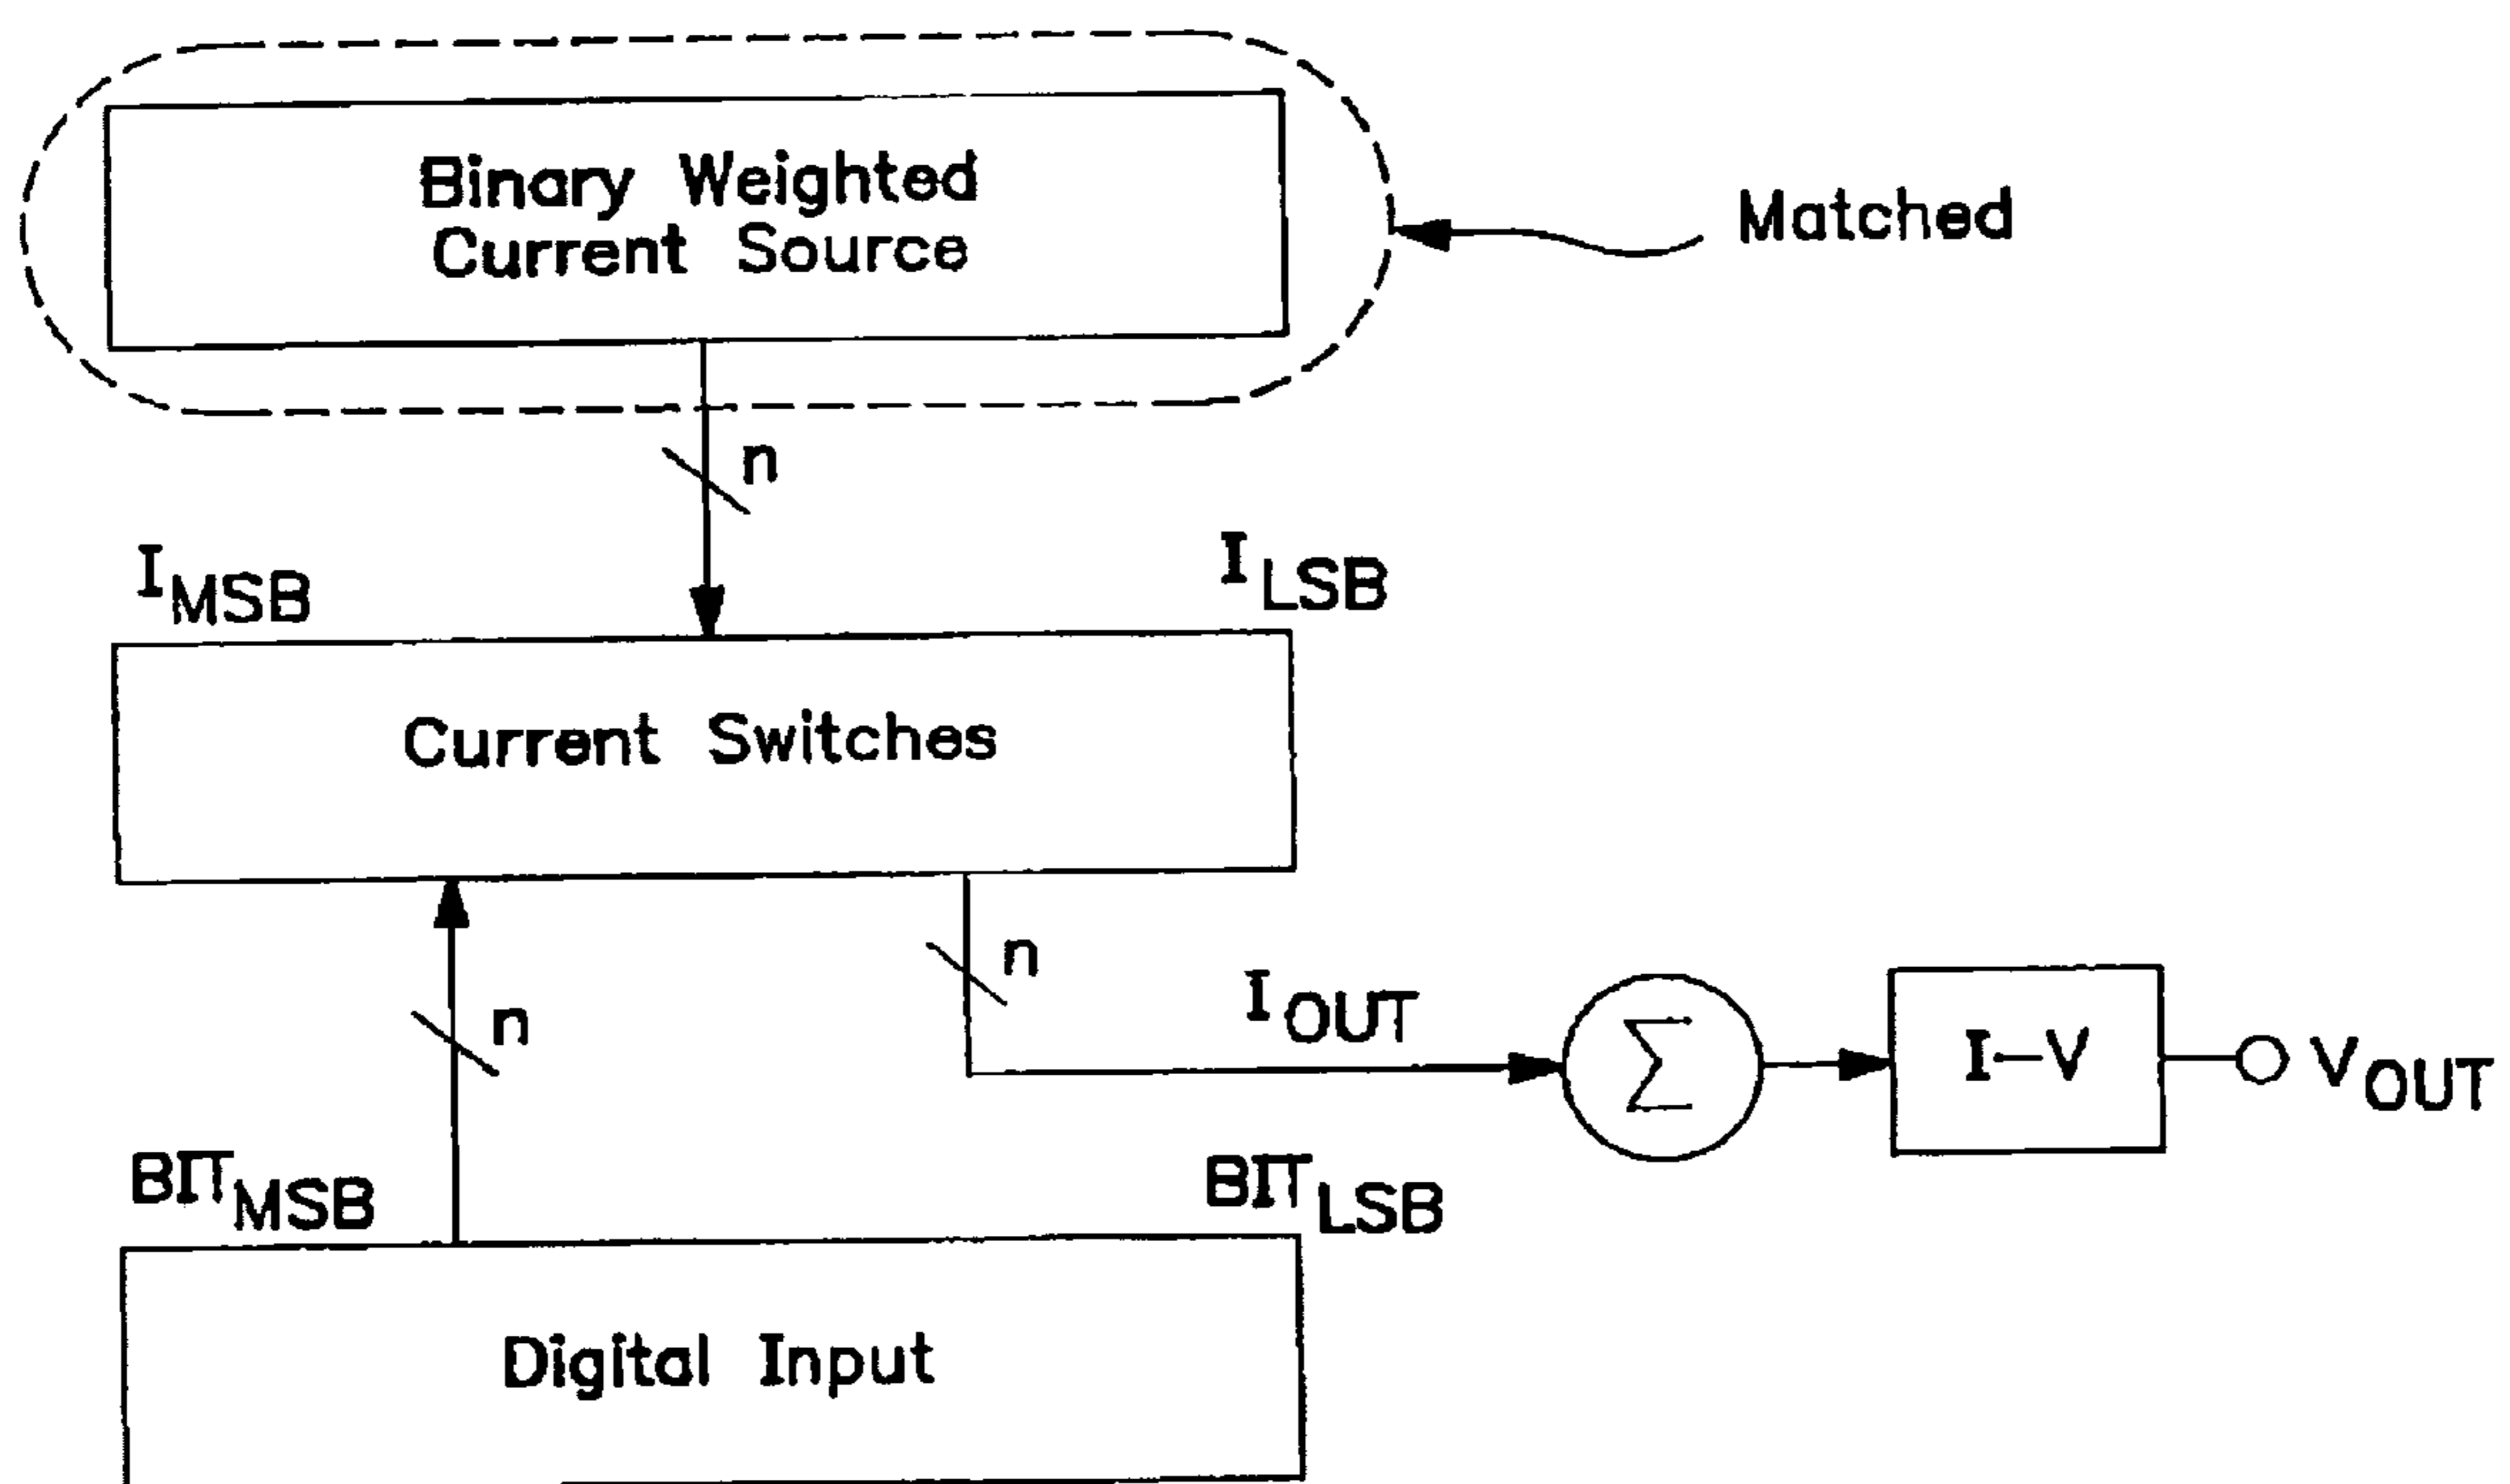 Binary Weighted
Current Source
Matched
n
I_MSB
I_LSB
Current Switches
n
n
I_OUT
Σ
I–V
V_OUT
BIT_MSB
BIT_LSB
Digital Input